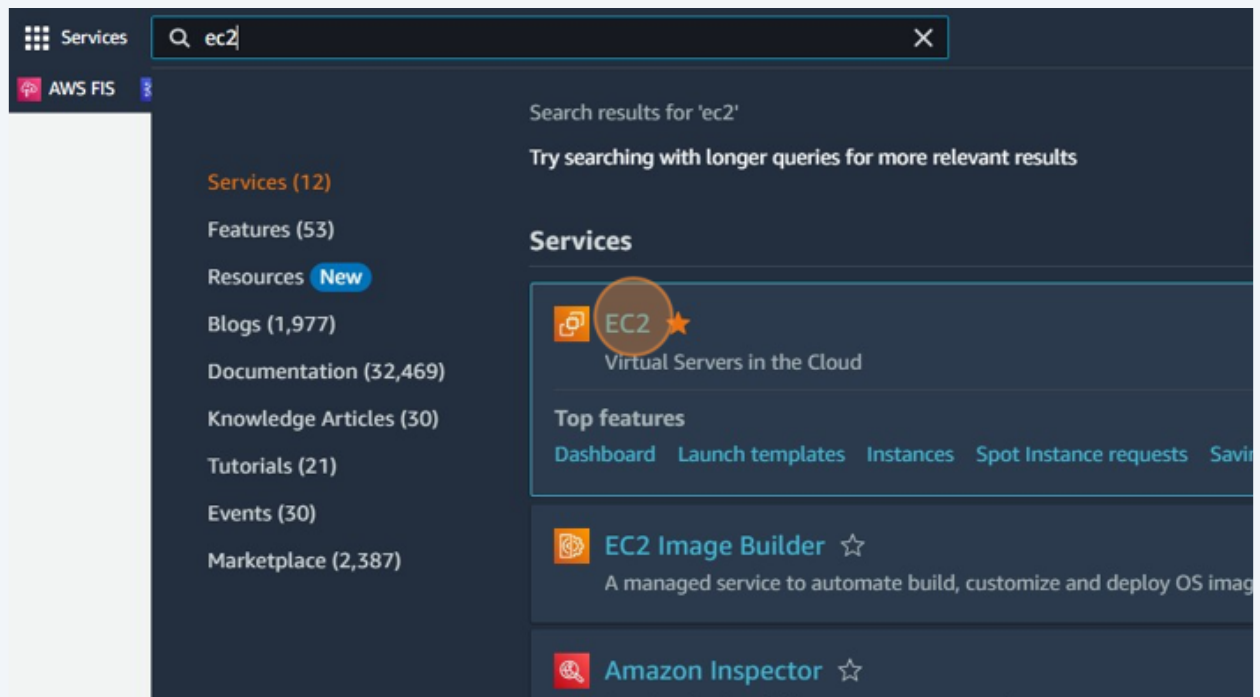 Services
ec2
AWS FIS
Search results for 'ec2'
Try searching with longer queries for more relevant results
Services (12)
Features (53)
Resources New
Blogs (1,977)
Documentation (32,469)
Knowledge Articles (30)
Tutorials (21)
Events (30)
Marketplace (2,387)
Services
EC2
Virtual Servers in the Cloud
Top features
Dashboard Launch templates Instances Spot Instance requests
EC2 Image Builder
A managed service to automate build, customize and deploy OS
Amazon Inspector